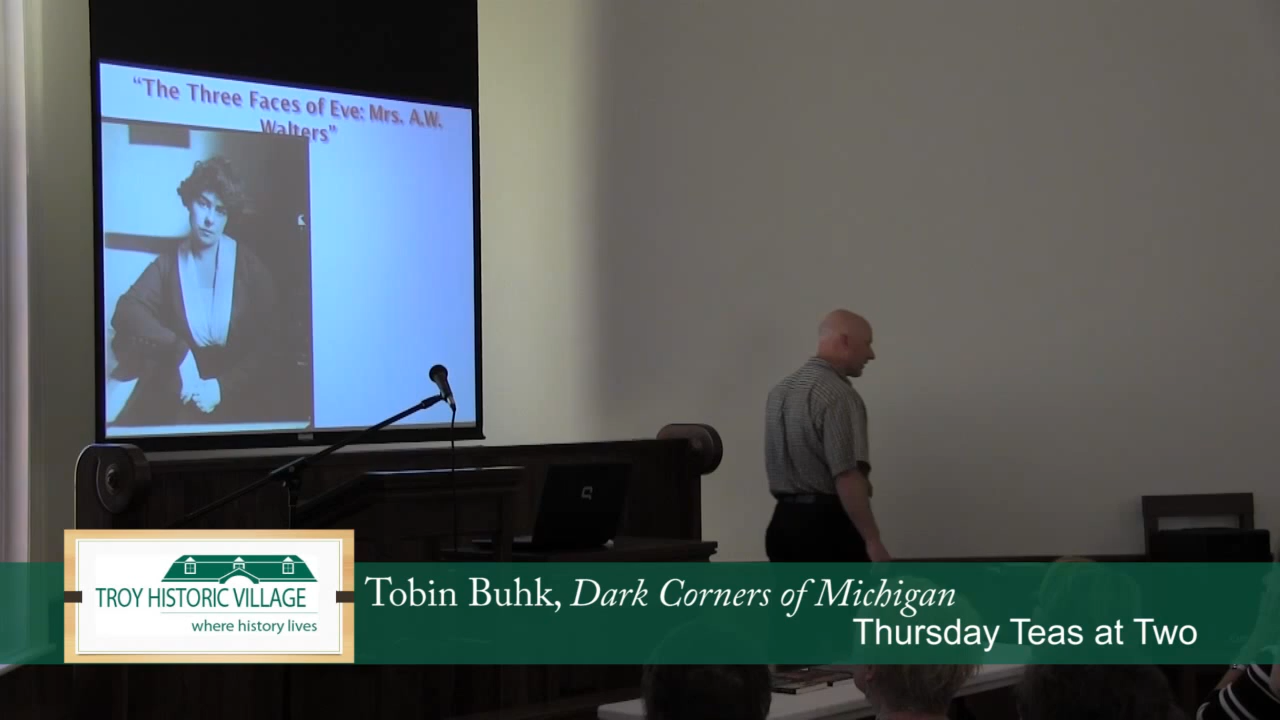 “The Three Faces of Eve: Mrs. A.W.
Walters"
TROY HISTORIC VILLAGE
where history lives
Tobin Buhk, Dark Corners of Michigan
Thursday Teas at Two